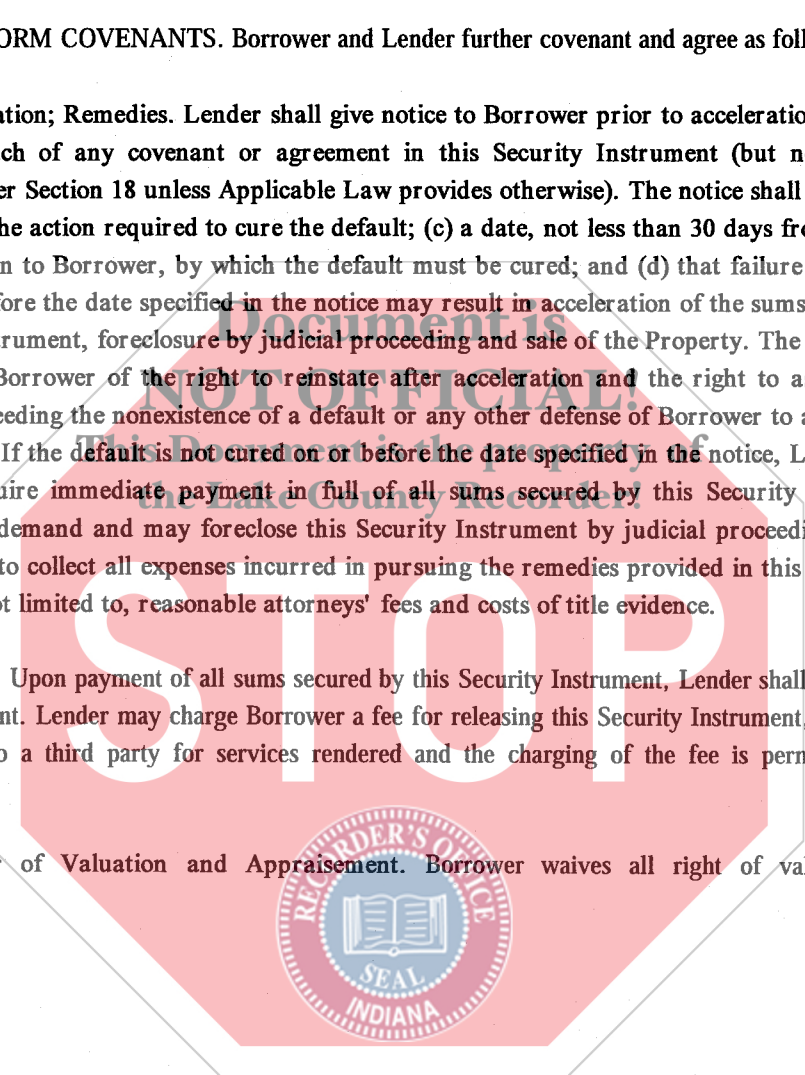 ORM COVENANTS. Borrower and Lender further covenant and agree as foll
ation; Remedies. Lender shall give notice to Borrower prior to acceleratio
ch of any covenant or agreement in this Security Instrument (but n
er Section 18 unless Applicable Law provides otherwise). The notice shall
he action required to cure the default; (c) a date, not less than 30 days fro
n to Borrower, by which the default must be cured; and (d) that failure
fore the date specified in the notice may result in acceleration of the sums
Document is
rument, foreclosure by judicial proceeding and sale of the Property. The
Borrower of the right to reinstate after acceleration and the right to a
NOT OFFICIAL!
eeding the nonexistence of a default or any other defense of Borrower to a
If the default is not cured on or before the date specified in the notice, L
This Document is the property of
uire immediate payment in full of all sums secured by this Security
the Lake County Recorder!
demand and may foreclose this Security Instrument by judicial proceedi
to collect all expenses incurred in pursuing the remedies provided in this
ot limited to, reasonable attorneys' fees and costs of title evidence.
STOP
Upon payment of all sums secured by this Security Instrument, Lender shall
nt. Lender may charge Borrower a fee for releasing this Security Instrument,
o a third party for services rendered and the charging of the fee is perm
of Valuation and Appraisement. Borrower waives all right of val
RECORDER'S OFFICE
SEAL
INDIANA